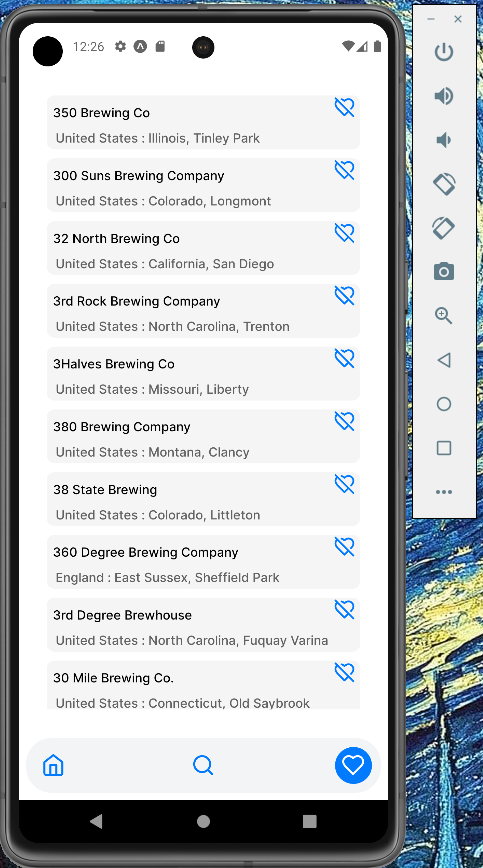 12:26
350 Brewing Co
United States : Illinois, Tinley Park
300 Suns Brewing Company
United States : Colorado, Longmont
32 North Brewing Co
United States : California, San Diego
3rd Rock Brewing Company
United States : North Carolina, Trenton
3Halves Brewing Co
United States : Missouri, Liberty
380 Brewing Company
United States : Montana, Clancy
38 State Brewing
United States : Colorado, Littleton
360 Degree Brewing Company
England : East Sussex, Sheffield Park
3rd Degree Brewhouse
United States : North Carolina, Fuquay Varina
30 Mile Brewing Co.
United States : Connecticut, Old Saybrook